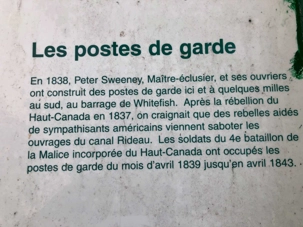 Les postes de garde
En 1838, Peter Sweeney, Maître-éclusier, et ses ouvriers
ont construit des postes de garde ici et à quelques milles
au sud, au barrage de Whitefish. Après la rébellion du
Haut-Canada en 1837, on craignait que des rebelles aidés
de sympathisants américains viennent saboter les
ouvrages du canal Rideau. Les soldats du 4e bataillon de
la Malice incorporée du Haut-Canada ont occupés les
postes de garde du mois d'avril 1839 jusqu'en avril 1843.